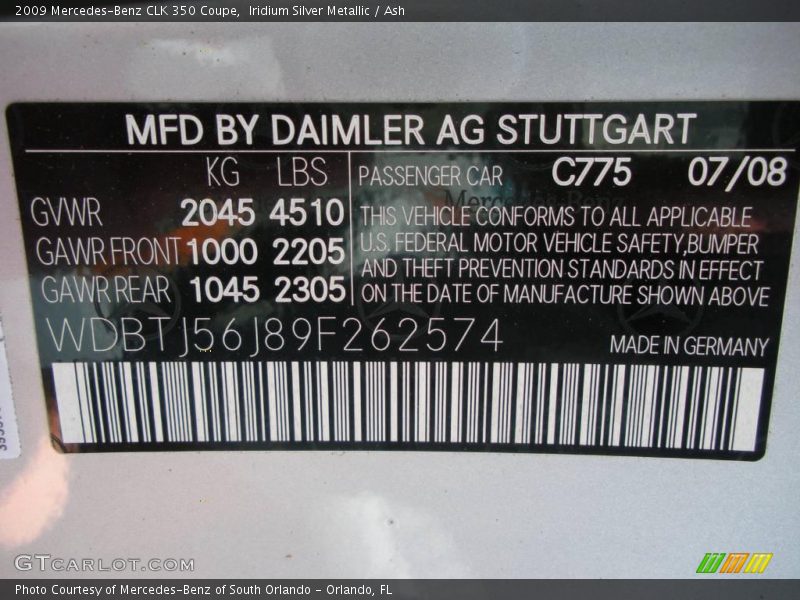 2009 Mercedes-Benz CLK 350 Coupe, Iridium Silver Metallic / Ash
MFD BY DAIMLER AG STUTTGART
KG LBS
GVWR 2045 4510
GAWR FRONT 1000 2205
GAWR REAR 1045 2305
PASSENGER CAR C775 07/08
THIS VEHICLE CONFORMS TO ALL APPLICABLE
U.S. FEDERAL MOTOR VEHICLE SAFETY,BUMPER
AND THEFT PREVENTION STANDARDS IN EFFECT
ON THE DATE OF MANUFACTURE SHOWN ABOVE
WDBTJ56J89F262574
MADE IN GERMANY
GTCARLOT.COM
Photo Courtesy of Mercedes-Benz of South Orlando - Orlando, FL